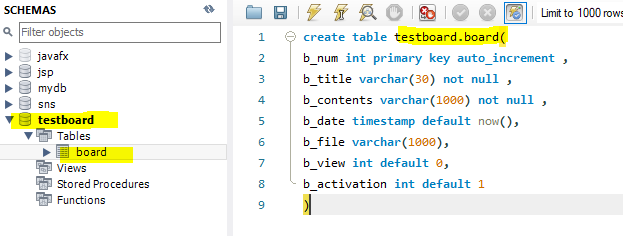 SCHEMAS
Filter objects
javafx
jsp
mydb
sns
testboard
Tables
board
Views
Stored Procedures
Functions
Limit to 1000 rows
1 create table testboard.board(
2 b_num int primary key auto_increment ,
3 b_title varchar(30) not null ,
4 b_contents varchar(1000) not null ,
5 b_date timestamp default now(),
6 b_file varchar(1000),
7 b_view int default 0,
8 b_activation int default 1
9 )